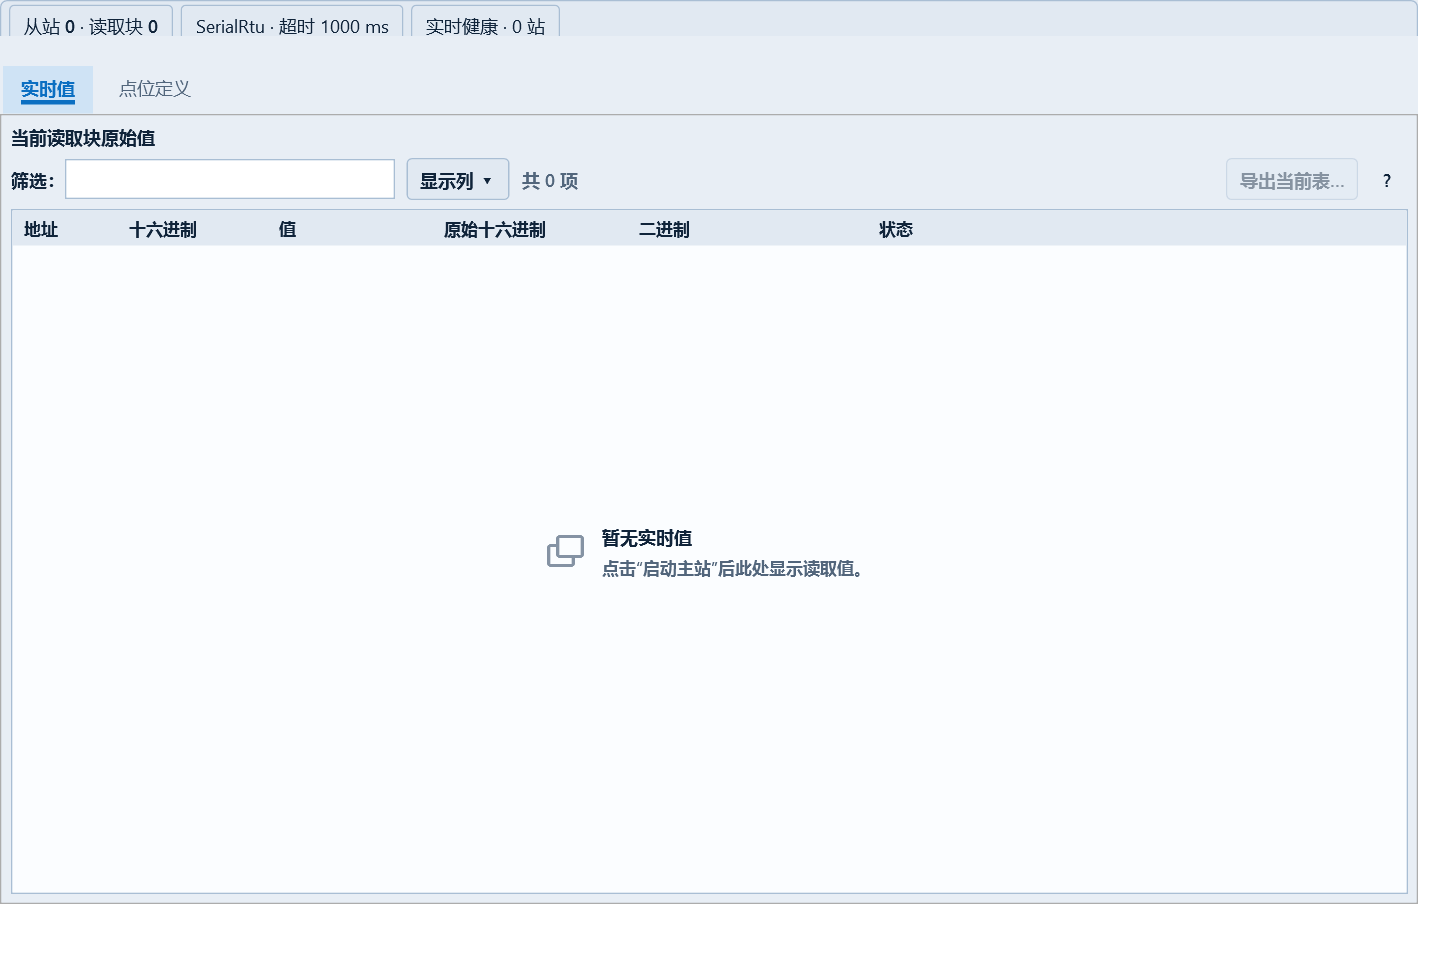 从站 0 · 读取块 0 SerialRtu · 超时 1000 ms 实时健康 · 0 站
实时值 点位定义
当前读取块原始值
筛选: 显示列 ▼ 共 0 项 导出当前表... ?
地址 十六进制 值 原始十六进制 二进制 状态
暂无实时值
点击“启动主站”后此处显示读取值。